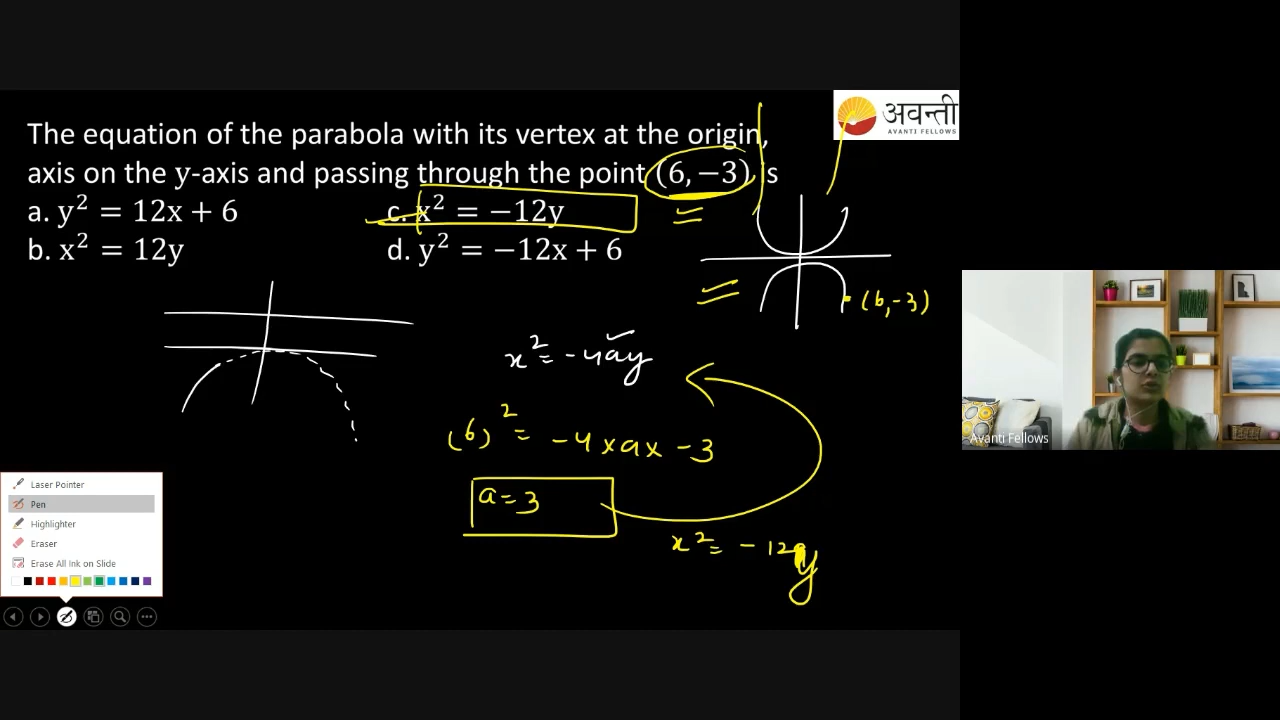 The equation of the parabola with its vertex at the origin,
axis on the y-axis and passing through the point (6, −3) is
a. y² = 12x + 6
c. x² = −12y
b. x² = 12y
d. y² = −12x + 6
अवन्ती
AVANTI FELLOWS
(6,-3)
x² = -4ay
(6)² = -4xax -3
a = 3
x² = -12y
Avanti Fellows
Laser Pointer
Pen
Highlighter
Eraser
Erase All Ink on Slide